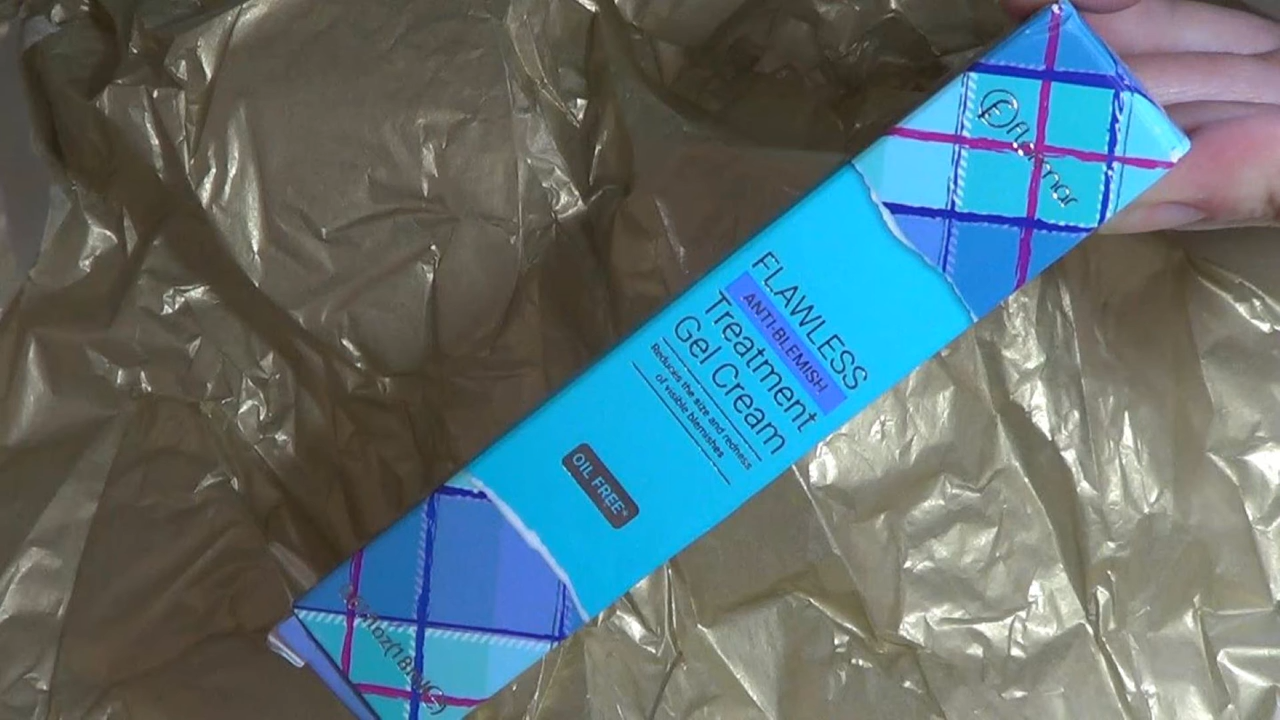 flormar
FLAWLESS
ANTI-BLEMISH
Treatment
Gel Cream
Reduces the size and redness
of visible blemishes
OIL FREE*